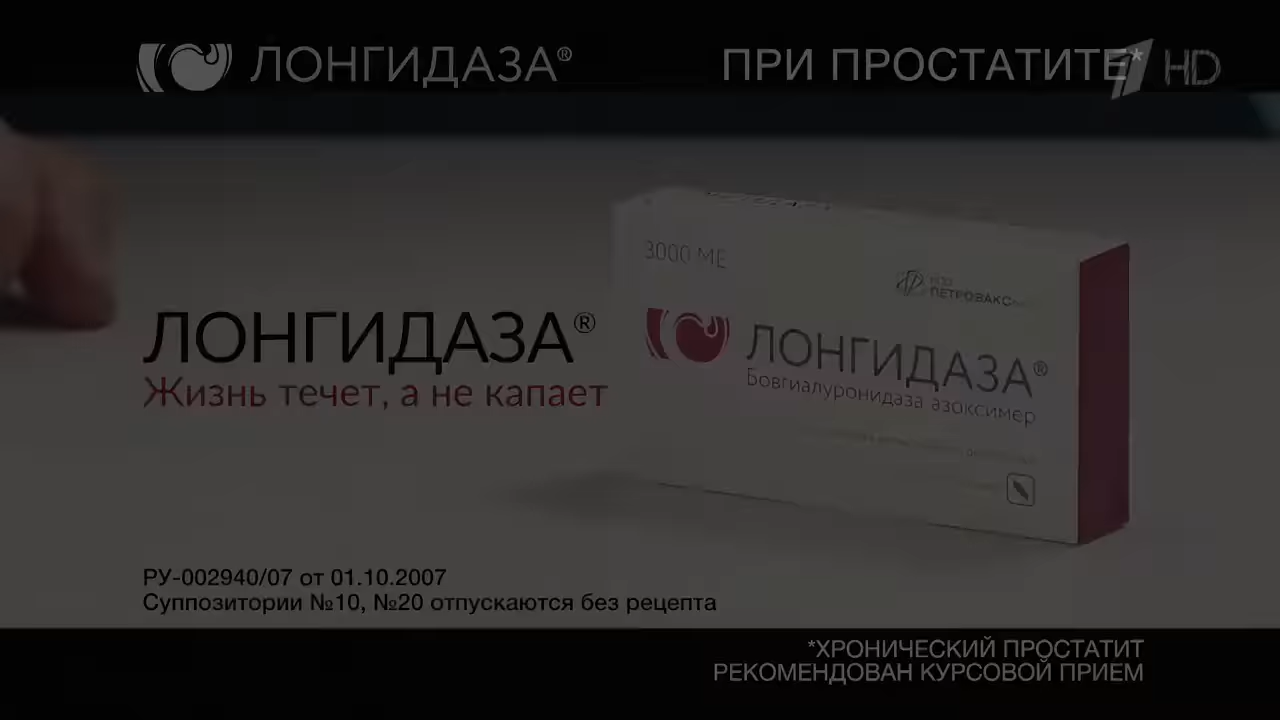 ЛОНГИДАЗА®
ПРИ ПРОСТАТИТЕ*
HD
3000 МЕ
НПО
ПЕТРОВАКС
ЛОНГИДАЗА®
Бовгиалуронидаза азоксимер
ЛОНГИДАЗА®
Жизнь течет, а не капает
РУ-002940/07 от 01.10.2007
Суппозитории №10, №20 отпускаются без рецепта
*ХРОНИЧЕСКИЙ ПРОСТАТИТ
РЕКОМЕНДОВАН КУРСОВОЙ ПРИЕМ